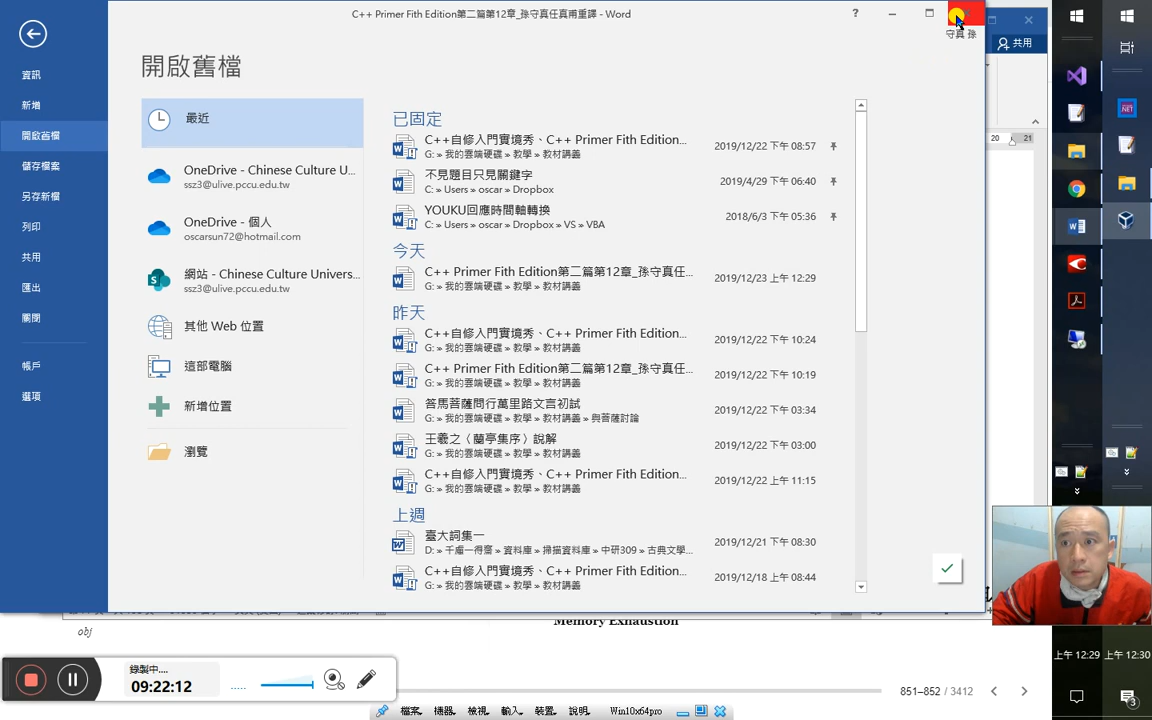 C++ Primer Fith Edition第二篇第12章_孫守真任真甫重譯 - Word
?
守真 孫
共用
資訊
新增
開啟舊檔
儲存檔案
另存新檔
列印
共用
匯出
關閉
帳戶
選項
開啟舊檔
最近
OneDrive - Chinese Culture U...
ssz3@ulive.pccu.edu.tw
OneDrive - 個人
oscarsun72@hotmail.com
網站 - Chinese Culture Univers...
ssz3@ulive.pccu.edu.tw
其他 Web 位置
這部電腦
新增位置
瀏覽
已固定
C++自修入門實境秀、C++ Primer Fith Edition...
G: » 我的雲端硬碟 » 教學 » 教材講義
2019/12/22 下午 08:57
不見題目只見關鍵字
C: » Users » oscar » Dropbox
2019/4/29 下午 06:40
YOUKU回應時間軸轉換
C: » Users » oscar » Dropbox » VS » VBA
2018/6/3 下午 05:36
今天
C++ Primer Fith Edition第二篇第12章_孫守真任...
G: » 我的雲端硬碟 » 教學 » 教材講義
2019/12/23 上午 12:29
昨天
C++自修入門實境秀、C++ Primer Fith Edition...
G: » 我的雲端硬碟 » 教學 » 教材講義
2019/12/22 下午 10:24
C++ Primer Fith Edition第二篇第12章_孫守真任...
G: » 我的雲端硬碟 » 教學 » 教材講義
2019/12/22 下午 10:19
答馬菩薩問行萬里路文言初試
G: » 我的雲端硬碟 » 教學 » 教材講義 » 與菩薩討論
2019/12/22 下午 03:34
王羲之〈蘭亭集序〉說解
G: » 我的雲端硬碟 » 教學 » 教材講義
2019/12/22 下午 03:00
C++自修入門實境秀、C++ Primer Fith Edition...
G: » 我的雲端硬碟 » 教學 » 教材講義
2019/12/22 上午 11:15
上週
臺大詞集一
D: » 千慮一得齋 » 資料庫 » 掃描資料庫 » 中研309 » 古典文學...
2019/12/21 下午 08:30
C++自修入門實境秀、C++ Primer Fith Edition...
G: » 我的雲端硬碟 » 教學 » 教材講義
2019/12/18 上午 08:44
20
21
.NET
obj
Memory Exhaustion
錄製中....
09:22:12
851–852 / 3412
檔案 機器 檢視 輸入 裝置 說明 Win10x64pro
上午 12:29
上午 12:30
3